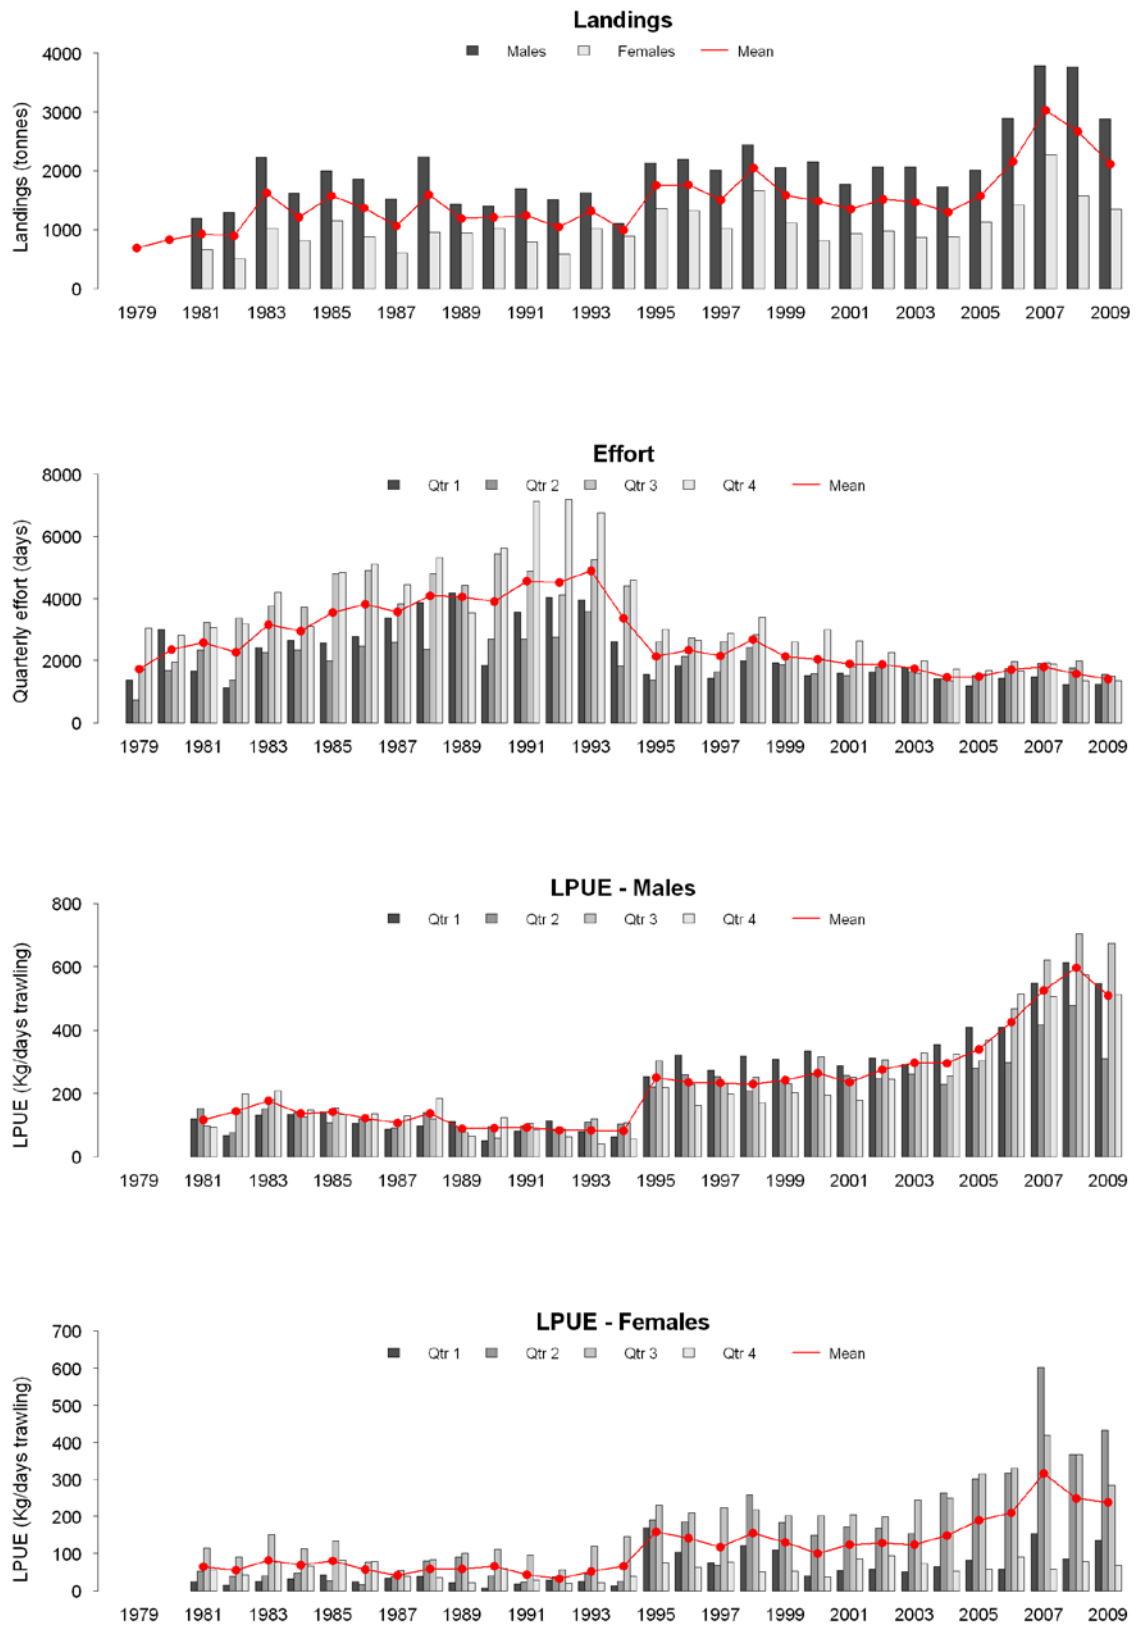 Landings
Males Females Mean
Landings (tonnes)
4000
3000
2000
1000
0
1979 1981 1983 1985 1987 1989 1991 1993 1995 1997 1999 2001 2003 2005 2007 2009
Effort
Qtr 1 Qtr 2 Qtr 3 Qtr 4 Mean
Quarterly effort (days)
8000
6000
4000
2000
0
1979 1981 1983 1985 1987 1989 1991 1993 1995 1997 1999 2001 2003 2005 2007 2009
LPUE - Males
Qtr 1 Qtr 2 Qtr 3 Qtr 4 Mean
LPUE (Kg/days trawling)
800
600
400
200
0
1979 1981 1983 1985 1987 1989 1991 1993 1995 1997 1999 2001 2003 2005 2007 2009
LPUE - Females
Qtr 1 Qtr 2 Qtr 3 Qtr 4 Mean
LPUE (Kg/days trawling)
700
600
500
400
300
200
100
0
1979 1981 1983 1985 1987 1989 1991 1993 1995 1997 1999 2001 2003 2005 2007 2009